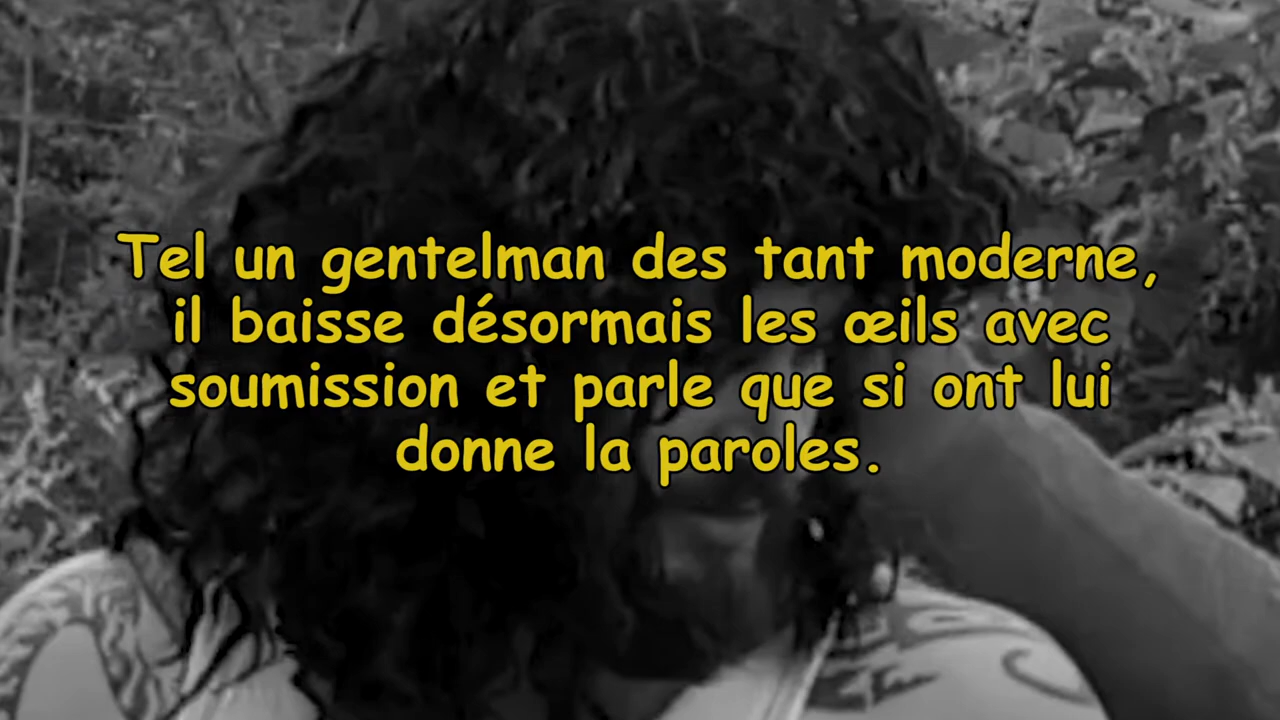 Tel un gentelman des tant moderne,
il baisse désormais les œils avec
soumission et parle que si ont lui
donne la paroles.